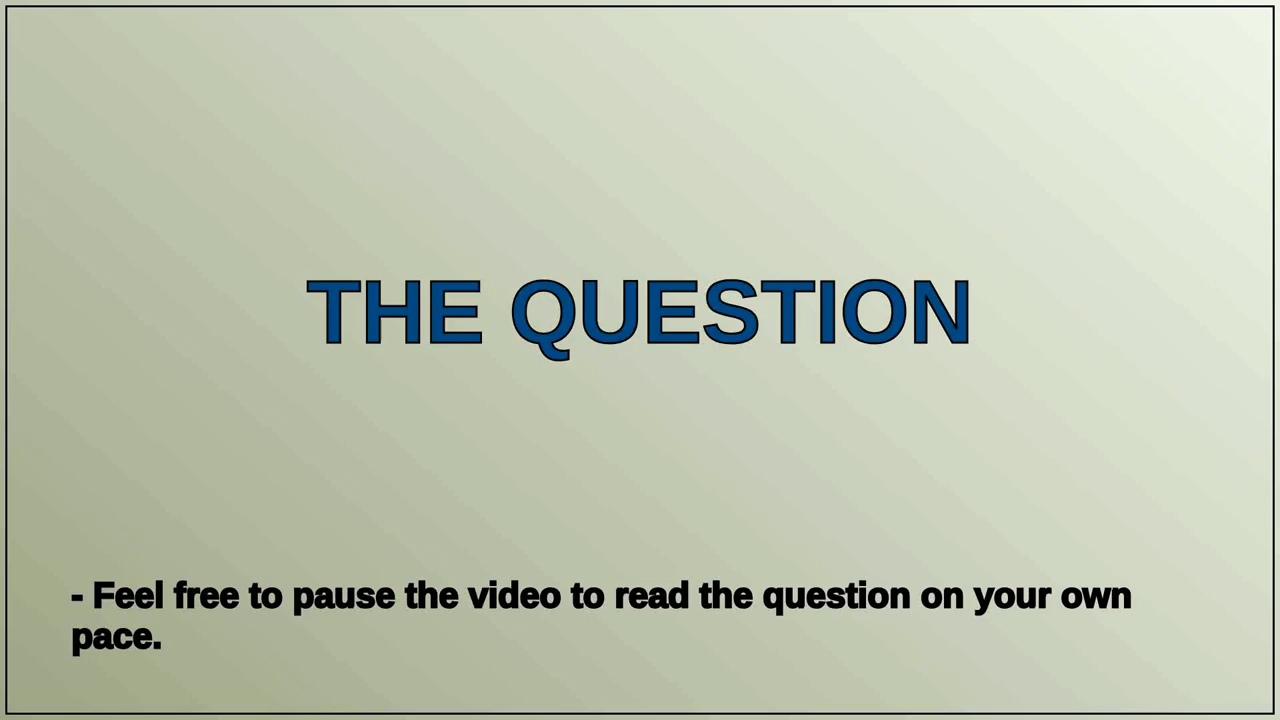 THE QUESTION
- Feel free to pause the video to read the question on your own
pace.